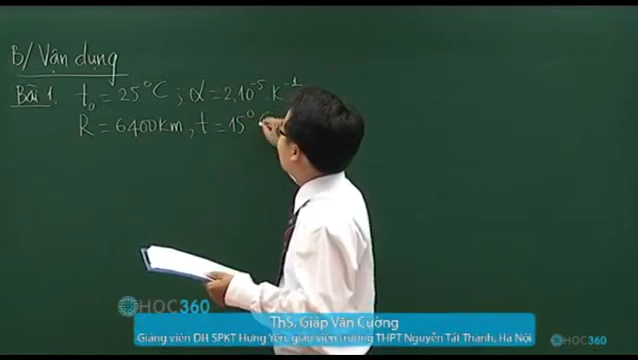 B/ Vận dụng
Bài 1. t₀ = 25°C ; α = 2.10⁻⁵ K⁻¹
R = 6400km , t = 15°
HOC360
ThS. Giáp Văn Cường
Giảng viên DH SPKT Hưng Yên, giáo viên trường THPT Nguyễn Tất Thành, Hà Nội
HOC360